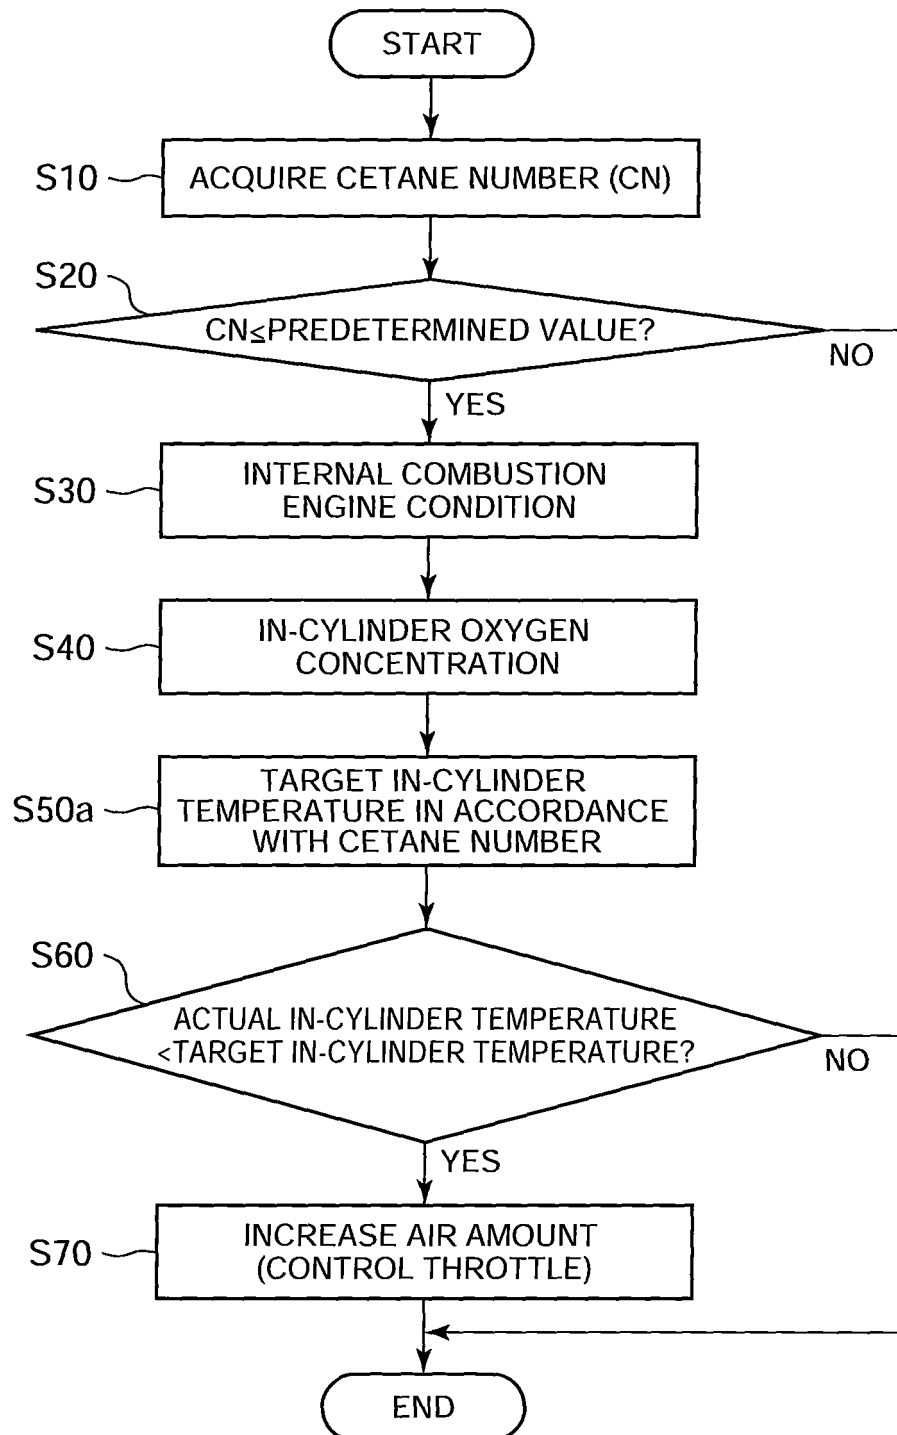 START
S10
ACQUIRE CETANE NUMBER (CN)
S20
CN≤PREDETERMINED VALUE?
NO
YES
S30
INTERNAL COMBUSTION
ENGINE CONDITION
S40
IN-CYLINDER OXYGEN
CONCENTRATION
S50a
TARGET IN-CYLINDER
TEMPERATURE IN ACCORDANCE
WITH CETANE NUMBER
S60
ACTUAL IN-CYLINDER TEMPERATURE
<TARGET IN-CYLINDER TEMPERATURE?
NO
YES
S70
INCREASE AIR AMOUNT
(CONTROL THROTTLE)
END